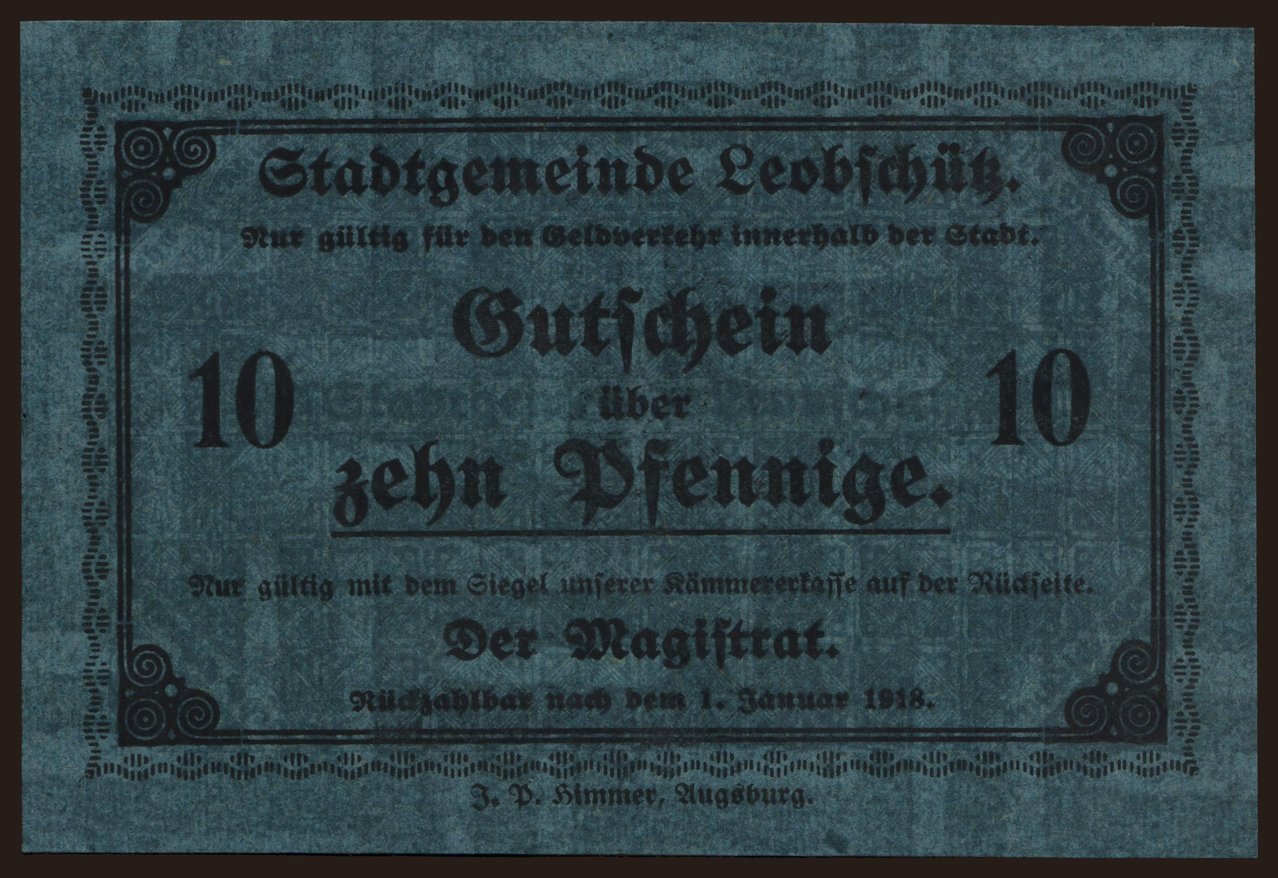 Stadtgemeinde Leobschütz.
Nur gültig für den Geldverkehr innerhalb der Stadt.
Gutschein
10 über 10
zehn Pfennige.
Nur gültig mit dem Siegel unserer Kämmererkasse auf der Rückseite.
Der Magistrat.
Rückzahlbar nach dem 1. Januar 1918.
J. P. Himmer, Augsburg.